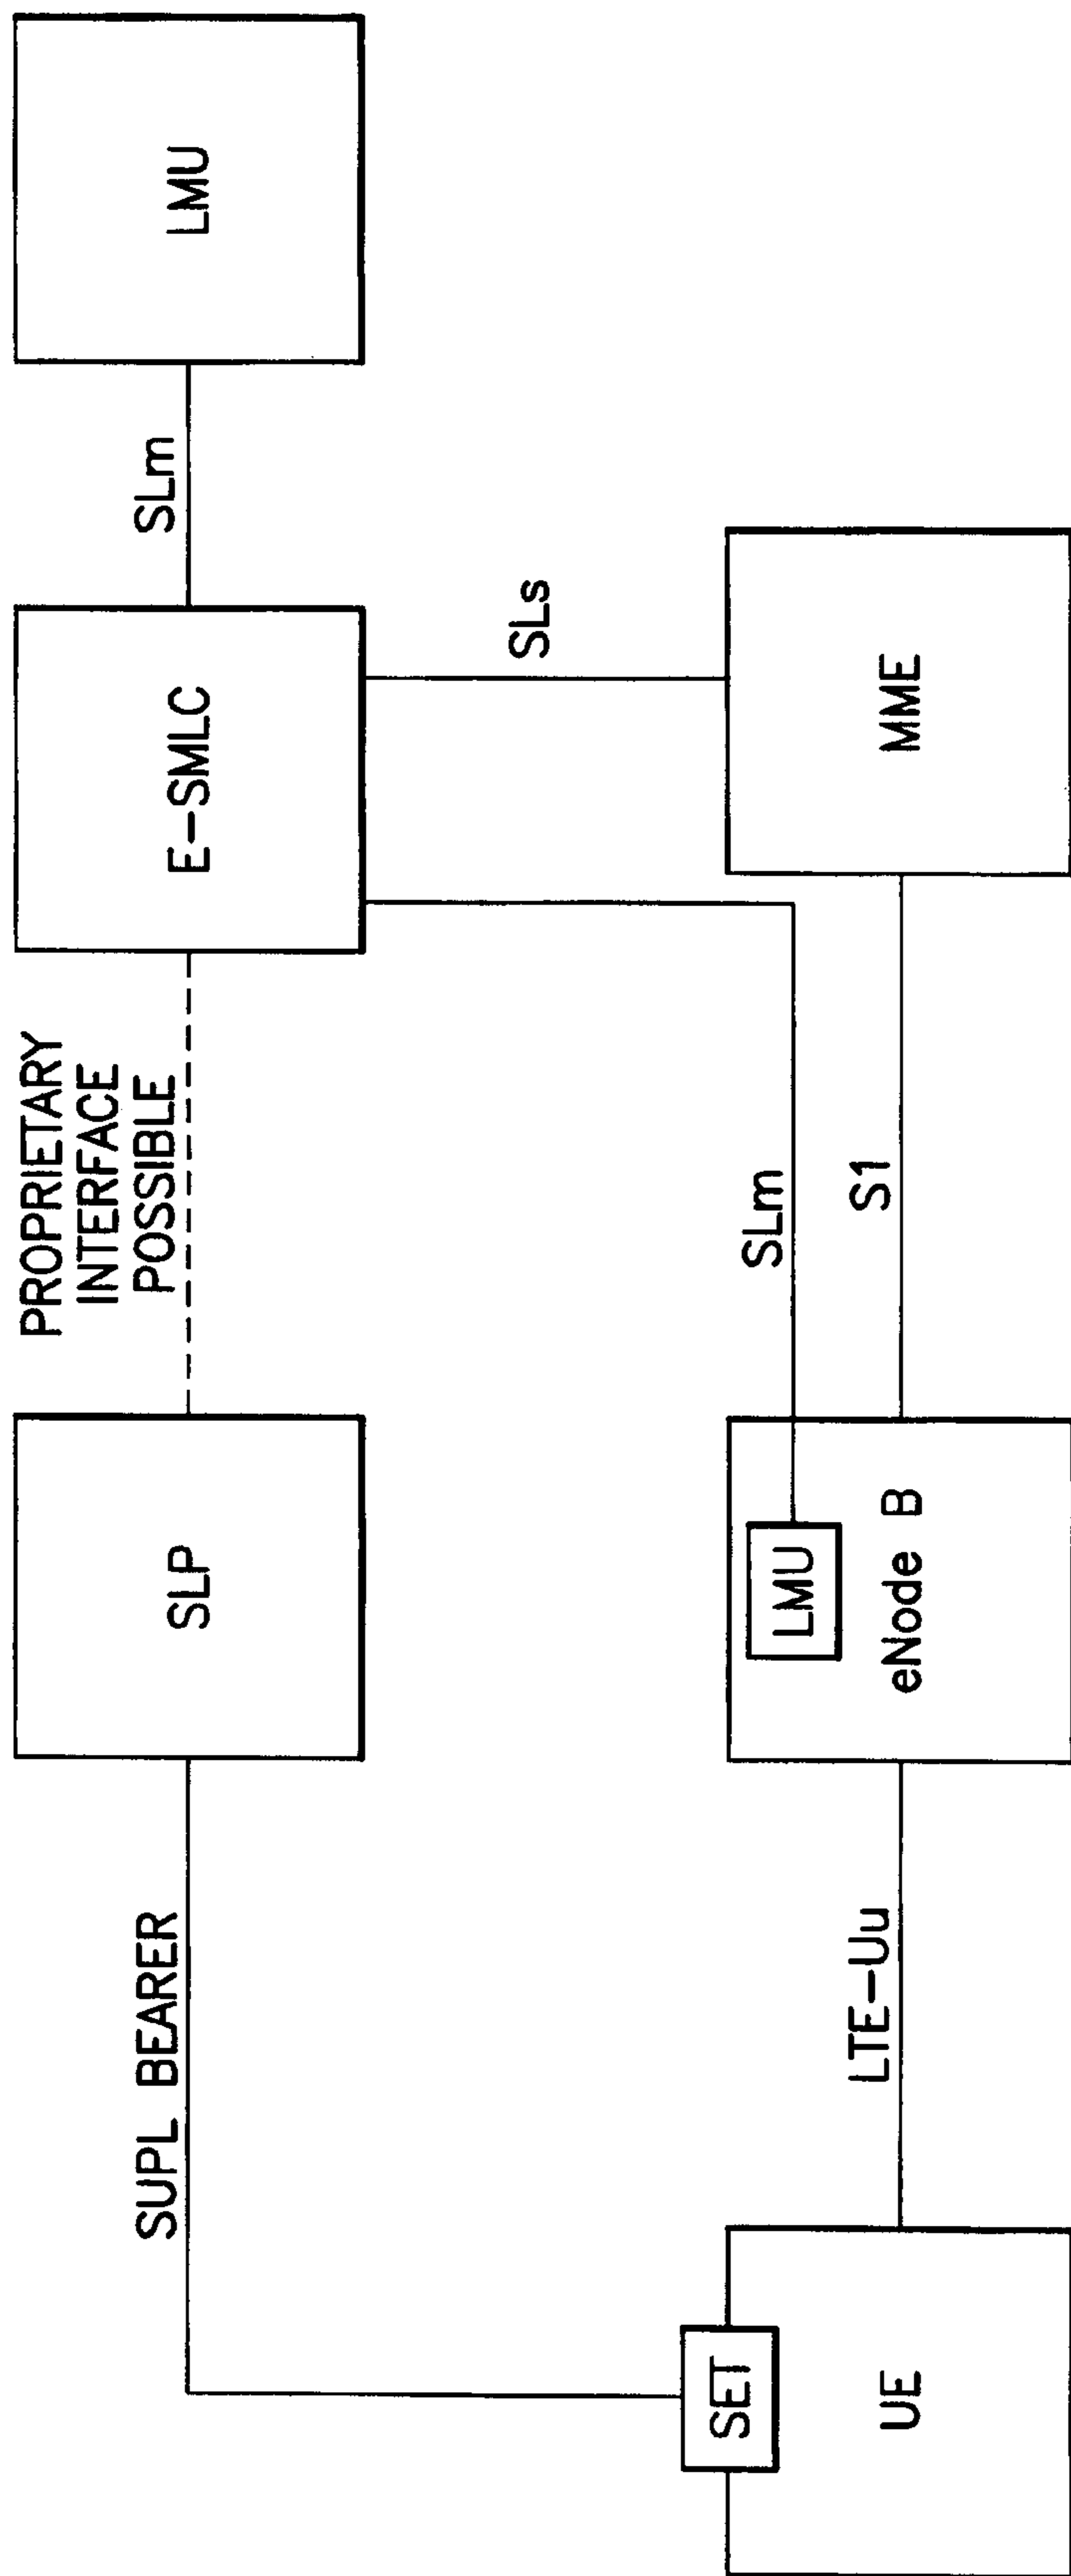 SUPL BEARER
SLP
PROPRIETARY
INTERFACE
POSSIBLE
E-SMLC
SLm
LMU
SLs
SET
UE
LTE-Uu
LMU
eNode B
SLm
S1
MME